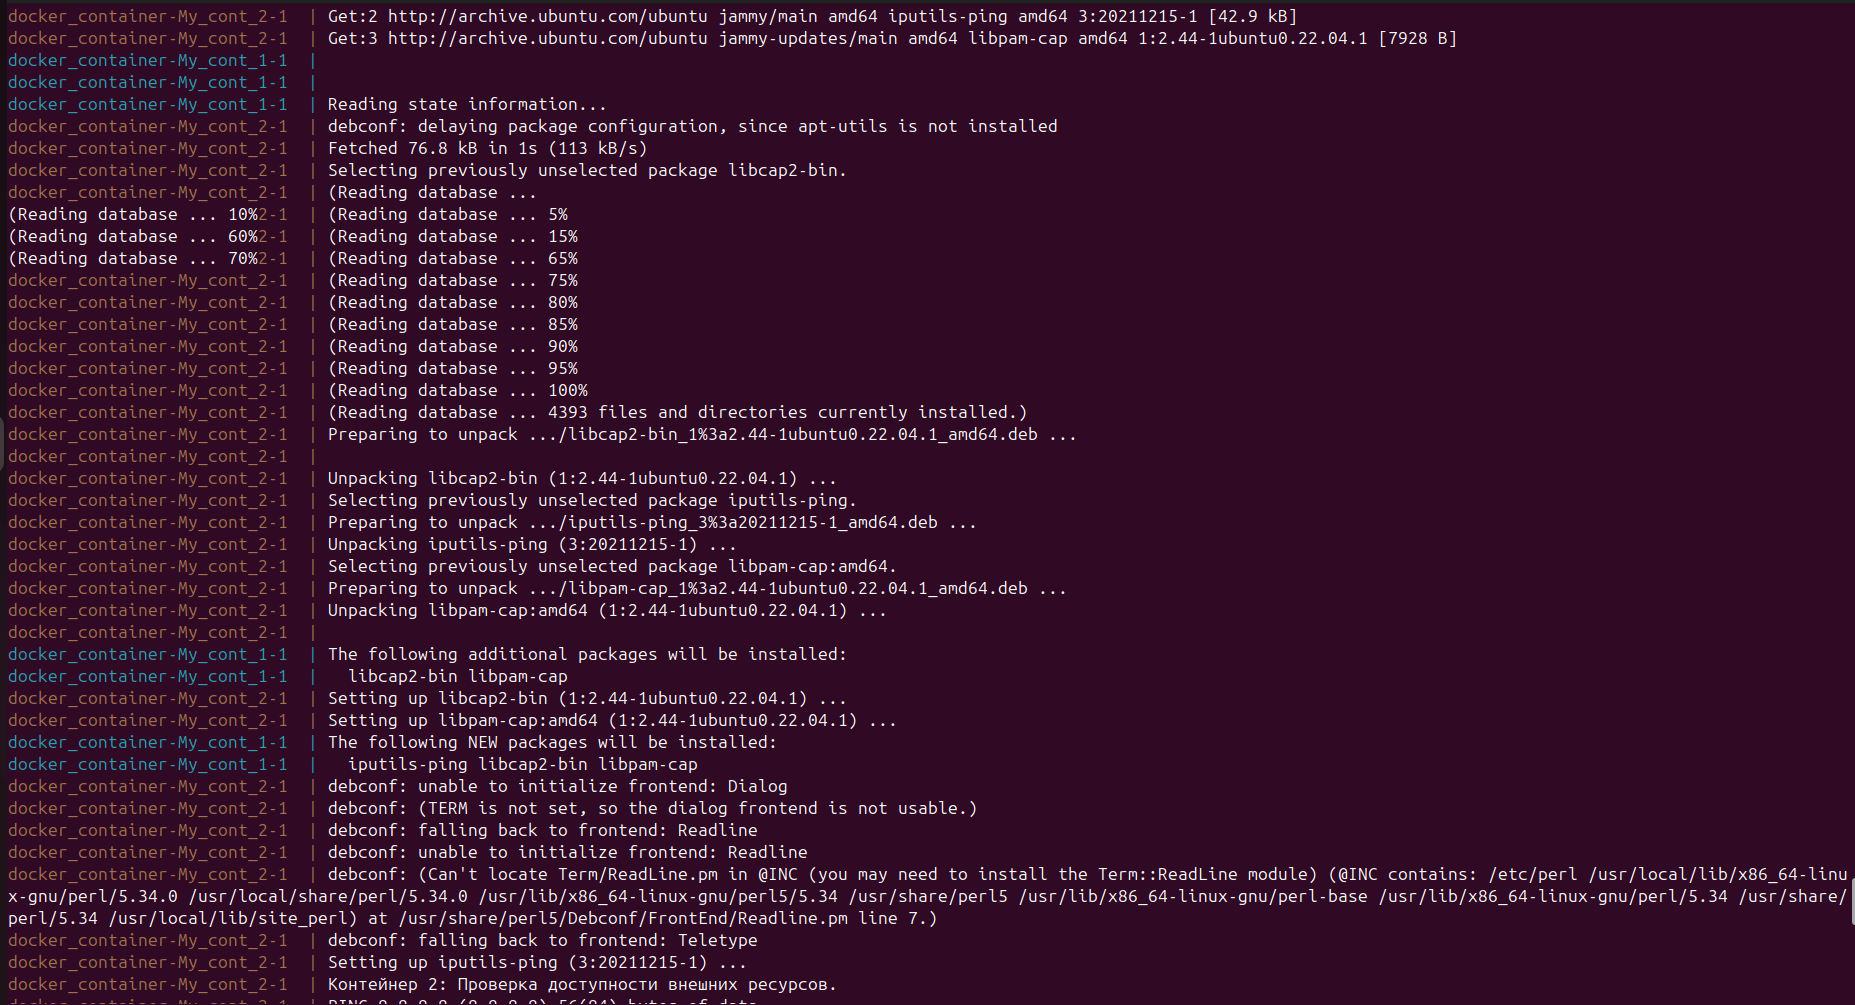 docker_container-My_cont_2-1  | Get:2 http://archive.ubuntu.com/ubuntu jammy/main amd64 iputils-ping amd64 3:20211215-1 [42.9 kB]
docker_container-My_cont_2-1  | Get:3 http://archive.ubuntu.com/ubuntu jammy-updates/main amd64 libpam-cap amd64 1:2.44-1ubuntu0.22.04.1 [7928 B]
docker_container-My_cont_1-1  |
docker_container-My_cont_1-1  |
docker_container-My_cont_1-1  | Reading state information...
docker_container-My_cont_2-1  | debconf: delaying package configuration, since apt-utils is not installed
docker_container-My_cont_2-1  | Fetched 76.8 kB in 1s (113 kB/s)
docker_container-My_cont_2-1  | Selecting previously unselected package libcap2-bin.
docker_container-My_cont_2-1  | (Reading database ...
(Reading database ... 10%2-1  | (Reading database ... 5%
(Reading database ... 60%2-1  | (Reading database ... 15%
(Reading database ... 70%2-1  | (Reading database ... 65%
docker_container-My_cont_2-1  | (Reading database ... 75%
docker_container-My_cont_2-1  | (Reading database ... 80%
docker_container-My_cont_2-1  | (Reading database ... 85%
docker_container-My_cont_2-1  | (Reading database ... 90%
docker_container-My_cont_2-1  | (Reading database ... 95%
docker_container-My_cont_2-1  | (Reading database ... 100%
docker_container-My_cont_2-1  | (Reading database ... 4393 files and directories currently installed.)
docker_container-My_cont_2-1  | Preparing to unpack .../libcap2-bin_1%3a2.44-1ubuntu0.22.04.1_amd64.deb ...
docker_container-My_cont_2-1  |
docker_container-My_cont_2-1  | Unpacking libcap2-bin (1:2.44-1ubuntu0.22.04.1) ...
docker_container-My_cont_2-1  | Selecting previously unselected package iputils-ping.
docker_container-My_cont_2-1  | Preparing to unpack .../iputils-ping_3%3a20211215-1_amd64.deb ...
docker_container-My_cont_2-1  | Unpacking iputils-ping (3:20211215-1) ...
docker_container-My_cont_2-1  | Selecting previously unselected package libpam-cap:amd64.
docker_container-My_cont_2-1  | Preparing to unpack .../libpam-cap_1%3a2.44-1ubuntu0.22.04.1_amd64.deb ...
docker_container-My_cont_2-1  | Unpacking libpam-cap:amd64 (1:2.44-1ubuntu0.22.04.1) ...
docker_container-My_cont_2-1  |
docker_container-My_cont_1-1  | The following additional packages will be installed:
docker_container-My_cont_1-1  |   libcap2-bin libpam-cap
docker_container-My_cont_2-1  | Setting up libcap2-bin (1:2.44-1ubuntu0.22.04.1) ...
docker_container-My_cont_2-1  | Setting up libpam-cap:amd64 (1:2.44-1ubuntu0.22.04.1) ...
docker_container-My_cont_1-1  | The following NEW packages will be installed:
docker_container-My_cont_1-1  |   iputils-ping libcap2-bin libpam-cap
docker_container-My_cont_2-1  | debconf: unable to initialize frontend: Dialog
docker_container-My_cont_2-1  | debconf: (TERM is not set, so the dialog frontend is not usable.)
docker_container-My_cont_2-1  | debconf: falling back to frontend: Readline
docker_container-My_cont_2-1  | debconf: unable to initialize frontend: Readline
docker_container-My_cont_2-1  | debconf: (Can't locate Term/ReadLine.pm in @INC (you may need to install the Term::ReadLine module) (@INC contains: /etc/perl /usr/local/lib/x86_64-linu
x-gnu/perl/5.34.0 /usr/local/share/perl/5.34.0 /usr/lib/x86_64-linux-gnu/perl5/5.34 /usr/share/perl5 /usr/lib/x86_64-linux-gnu/perl-base /usr/lib/x86_64-linux-gnu/perl/5.34 /usr/share/
perl/5.34 /usr/local/lib/site_perl) at /usr/share/perl5/Debconf/FrontEnd/Readline.pm line 7.)
docker_container-My_cont_2-1  | debconf: falling back to frontend: Teletype
docker_container-My_cont_2-1  | Setting up iputils-ping (3:20211215-1) ...
docker_container-My_cont_2-1  | Контейнер 2: Проверка доступности внешних ресурсов.
docker_container-My_cont_2-1  | PING 8.8.8.8 (8.8.8.8) 56(84) bytes of data.